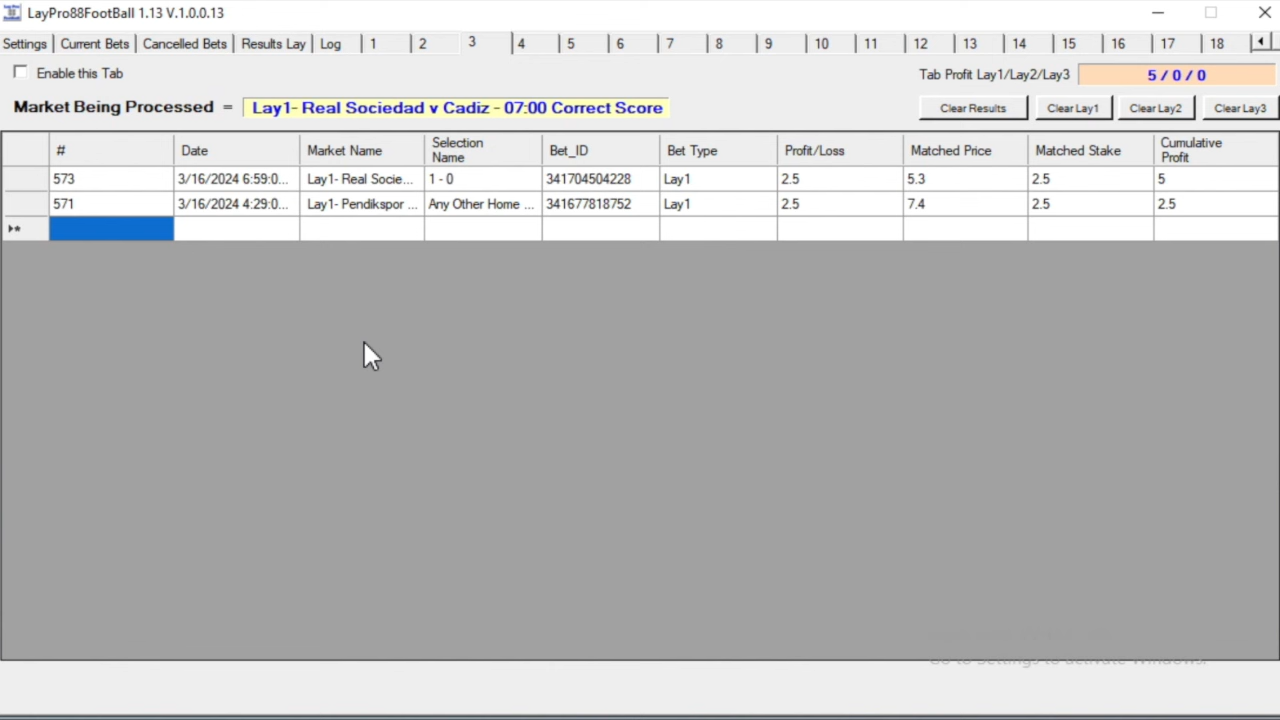 LayPro88FootBall 1.13 V.1.0.0.13
Settings Current Bets Cancelled Bets Results Lay Log 1 2 3 4 5 6 7 8 9 10 11 12 13 14 15 16 17 18
Enable this Tab Tab Profit Lay1/Lay2/Lay3 5 / 0 / 0
Market Being Processed = Lay1- Real Sociedad v Cadiz - 07:00 Correct Score Clear Results Clear Lay1 Clear Lay2 Clear Lay3
# Date Market Name Selection Name Bet_ID Bet Type Profit/Loss Matched Price Matched Stake Cumulative Profit
573 3/16/2024 6:59:0... Lay1- Real Socie... 1 - 0 341704504228 Lay1 2.5 5.3 2.5 5
571 3/16/2024 4:29:0... Lay1- Pendikspor ... Any Other Home ... 341677818752 Lay1 2.5 7.4 2.5 2.5
Go to Settings to activate Windows.